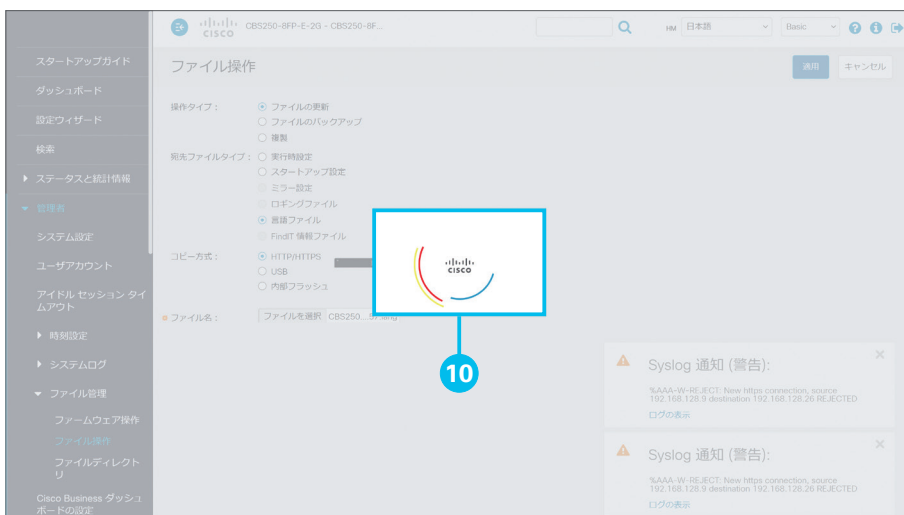 CISCO
CBS250-8FP-E-2G - CBS250-8F...
HM
日本語
Basic
スタートアップガイド
ダッシュボード
設定ウィザード
検索
ステータスと統計情報
管理者
システム設定
ユーザアカウント
アイドル セッション タイ
ムアウト
時刻設定
システムログ
ファイル管理
ファームウェア操作
ファイル操作
ファイルディレクト
リ
Cisco Business ダッシュ
ボードの設定
ファイル操作
適用
キャンセル
操作タイプ：
ファイルの更新
ファイルのバックアップ
複製
宛先ファイルタイプ：
実行時設定
スタートアップ設定
ミラー設定
ロギングファイル
言語ファイル
FindIT 情報ファイル
コピー方式：
HTTP/HTTPS
USB
内部フラッシュ
ファイル名：
ファイルを選択
CISCO
10
Syslog 通知 (警告):
%AAA-W-REJECT: New https connection, source
192.168.128.9 destination 192.168.128.26 REJECTED
ログの表示
Syslog 通知 (警告):
%AAA-W-REJECT: New https connection, source
192.168.128.9 destination 192.168.128.26 REJECTED
ログの表示